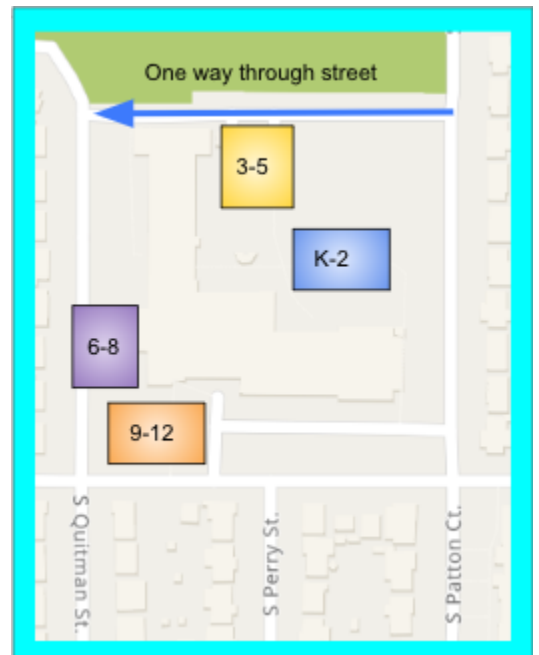 One way through street
3-5
K-2
6-8
9-12
S Quitman St.
S Perry St.
S Patton Ct.